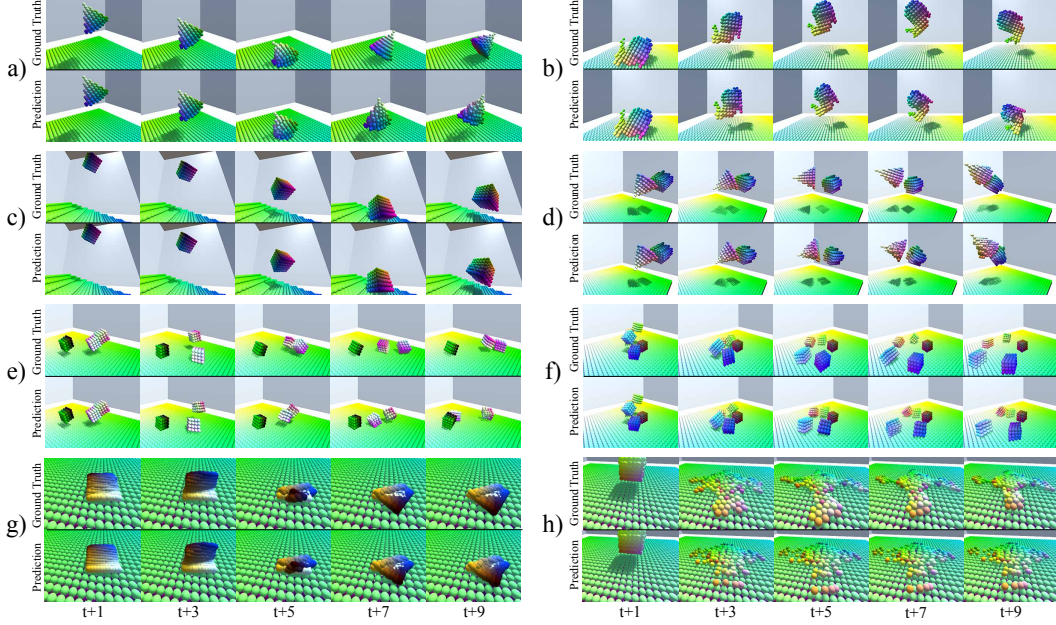 a)
Ground Truth
Prediction
b)
Ground Truth
Prediction
c)
Ground Truth
Prediction
d)
Ground Truth
Prediction
e)
Ground Truth
Prediction
f)
Ground Truth
Prediction
g)
Ground Truth
Prediction
h)
Ground Truth
Prediction
t+1 t+3 t+5 t+7 t+9
t+1 t+3 t+5 t+7 t+9